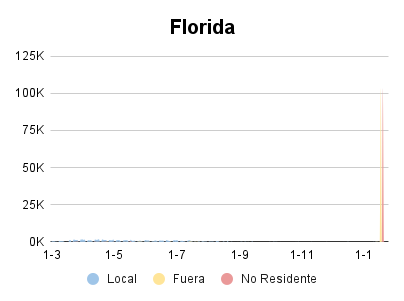 Florida
125K
100K
75K
50K
25K
0K
1-3 1-5 1-7 1-9 1-11 1-1
Local Fuera No Residente